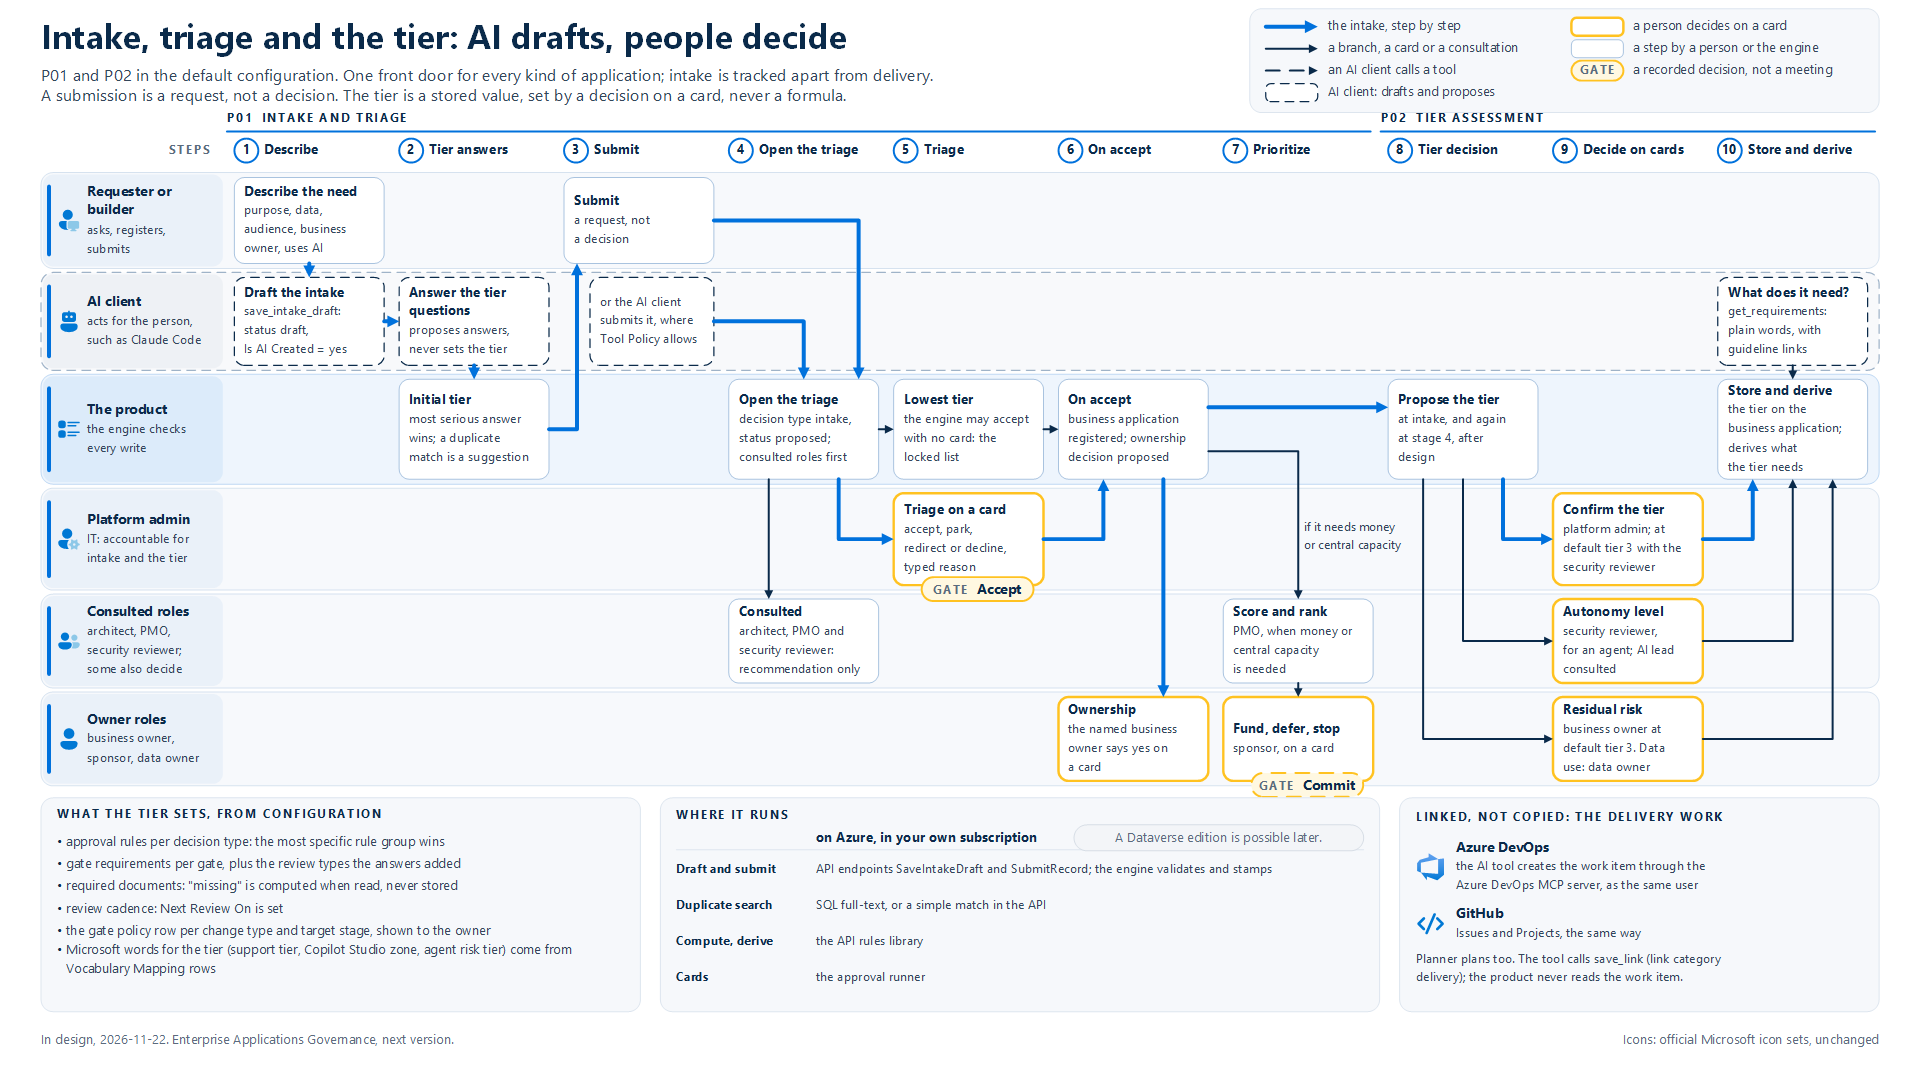 Intake, triage and the tier: AI drafts, people decide
P01 and P02 in the default configuration. One front door for every kind of application; intake is tracked apart from delivery.
A submission is a request, not a decision. The tier is a stored value, set by a decision on a card, never a formula.
the intake, step by step
a branch, a card or a consultation
an AI client calls a tool
AI client: drafts and proposes
a person decides on a card
a step by a person or the engine
GATE a recorded decision, not a meeting
P01 INTAKE AND TRIAGE
P02 TIER ASSESSMENT
STEPS
1 Describe
2 Tier answers
3 Submit
4 Open the triage
5 Triage
6 On accept
7 Prioritize
8 Tier decision
9 Decide on cards
10 Store and derive
Requester or
builder
asks, registers,
submits
Describe the need
purpose, data,
audience, business
owner, uses AI
Submit
a request, not
a decision
AI client
acts for the person,
such as Claude Code
Draft the intake
save_intake_draft:
status draft,
Is AI Created = yes
Answer the tier
questions
proposes answers,
never sets the tier
or the AI client
submits it, where
Tool Policy allows
What does it need?
get_requirements:
plain words, with
guideline links
The product
the engine checks
every write
Initial tier
most serious answer
wins; a duplicate
match is a suggestion
Open the triage
decision type intake,
status proposed;
consulted roles first
Lowest tier
the engine may accept
with no card: the
locked list
On accept
business application
registered; ownership
decision proposed
Propose the tier
at intake, and again
at stage 4, after
design
Store and derive
the tier on the
business application;
derives what
the tier needs
Platform admin
IT: accountable for
intake and the tier
Triage on a card
accept, park,
redirect or decline,
typed reason
GATE Accept
if it needs money
or central capacity
Confirm the tier
platform admin; at
default tier 3 with the
security reviewer
Consulted roles
architect, PMO,
security reviewer;
some also decide
Consulted
architect, PMO and
security reviewer:
recommendation only
Score and rank
PMO, when money or
central capacity
is needed
Autonomy level
security reviewer,
for an agent; AI lead
consulted
Owner roles
business owner,
sponsor, data owner
Ownership
the named business
owner says yes on
a card
Fund, defer, stop
sponsor, on a card
GATE Commit
Residual risk
business owner at
default tier 3. Data
use: data owner
WHAT THE TIER SETS, FROM CONFIGURATION
• approval rules per decision type: the most specific rule group wins
• gate requirements per gate, plus the review types the answers added
• required documents: "missing" is computed when read, never stored
• review cadence: Next Review On is set
• the gate policy row per change type and target stage, shown to the owner
• Microsoft words for the tier (support tier, Copilot Studio zone, agent risk tier) come from
Vocabulary Mapping rows
WHERE IT RUNS
on Azure, in your own subscription
A Dataverse edition is possible later.
Draft and submit API endpoints SaveIntakeDraft and SubmitRecord; the engine validates and stamps
Duplicate search SQL full-text, or a simple match in the API
Compute, derive the API rules library
Cards the approval runner
LINKED, NOT COPIED: THE DELIVERY WORK
Azure DevOps
the AI tool creates the work item through the
Azure DevOps MCP server, as the same user
GitHub
Issues and Projects, the same way
Planner plans too. The tool calls save_link (link category
delivery); the product never reads the work item.
In design, 2026-11-22. Enterprise Applications Governance, next version.
Icons: official Microsoft icon sets, unchanged